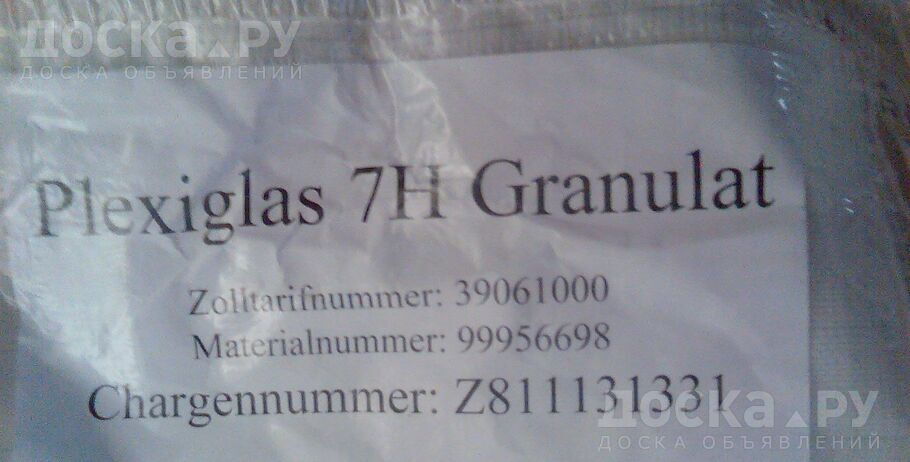 ДОСКА.РУ
ДОСКА ОБЪЯВЛЕНИЙ
Plexiglas 7H Granulat
Zolltarifnummer: 39061000
Materialnummer: 99956698
Chargennummer: Z811131331
ДОСКА.РУ
ДОСКА ОБЪЯВЛЕНИЙ